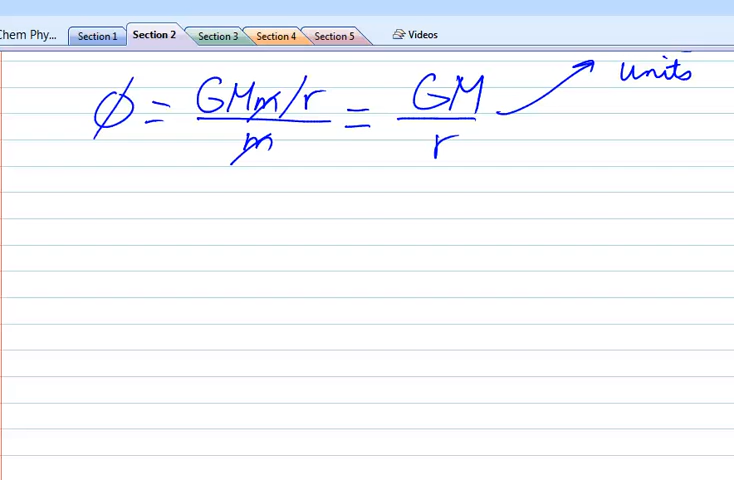 Chem Phy... Section 1 Section 2 Section 3 Section 4 Section 5 Videos
units
φ = GMm/r / m = GM / r